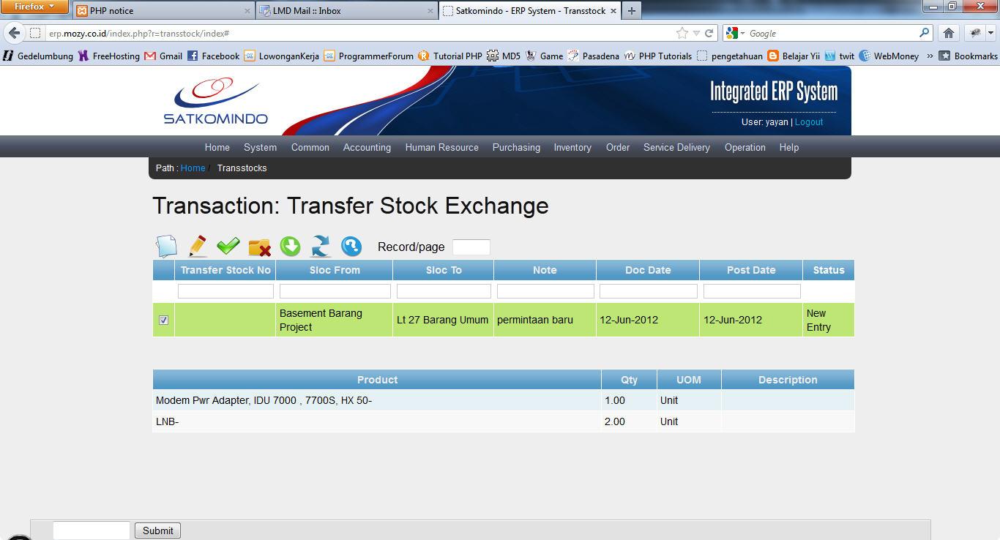 Firefox
PHP notice
LMD Mail :: Inbox
Satkomindo - ERP System - Transstock
erp.mozy.co.id/index.php?r=transstock/index#
Google
Gedelumbung FreeHosting Gmail Facebook LowonganKerja ProgrammerForum Tutorial PHP MD5 Game Pasadena PHP Tutorials pengetahuan Belajar Yii twit WebMoney » Bookmarks
SATKOMINDO
Integrated ERP System
User: yayan | Logout
Home System Common Accounting Human Resource Purchasing Inventory Order Service Delivery Operation Help
Path : Home / Transstocks
Transaction: Transfer Stock Exchange
Record/page
Transfer Stock No Sloc From Sloc To Note Doc Date Post Date Status
Basement Barang Project Lt 27 Barang Umum permintaan baru 12-Jun-2012 12-Jun-2012 New Entry
Product Qty UOM Description
Modem Pwr Adapter, IDU 7000 , 7700S, HX 50- 1.00 Unit
LNB- 2.00 Unit
Submit